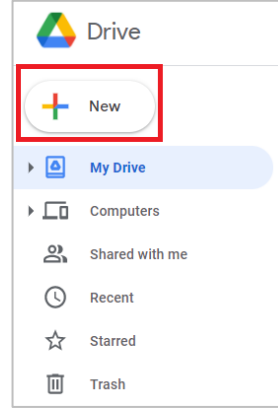 Drive
New
My Drive
Computers
Shared with me
Recent
Starred
Trash